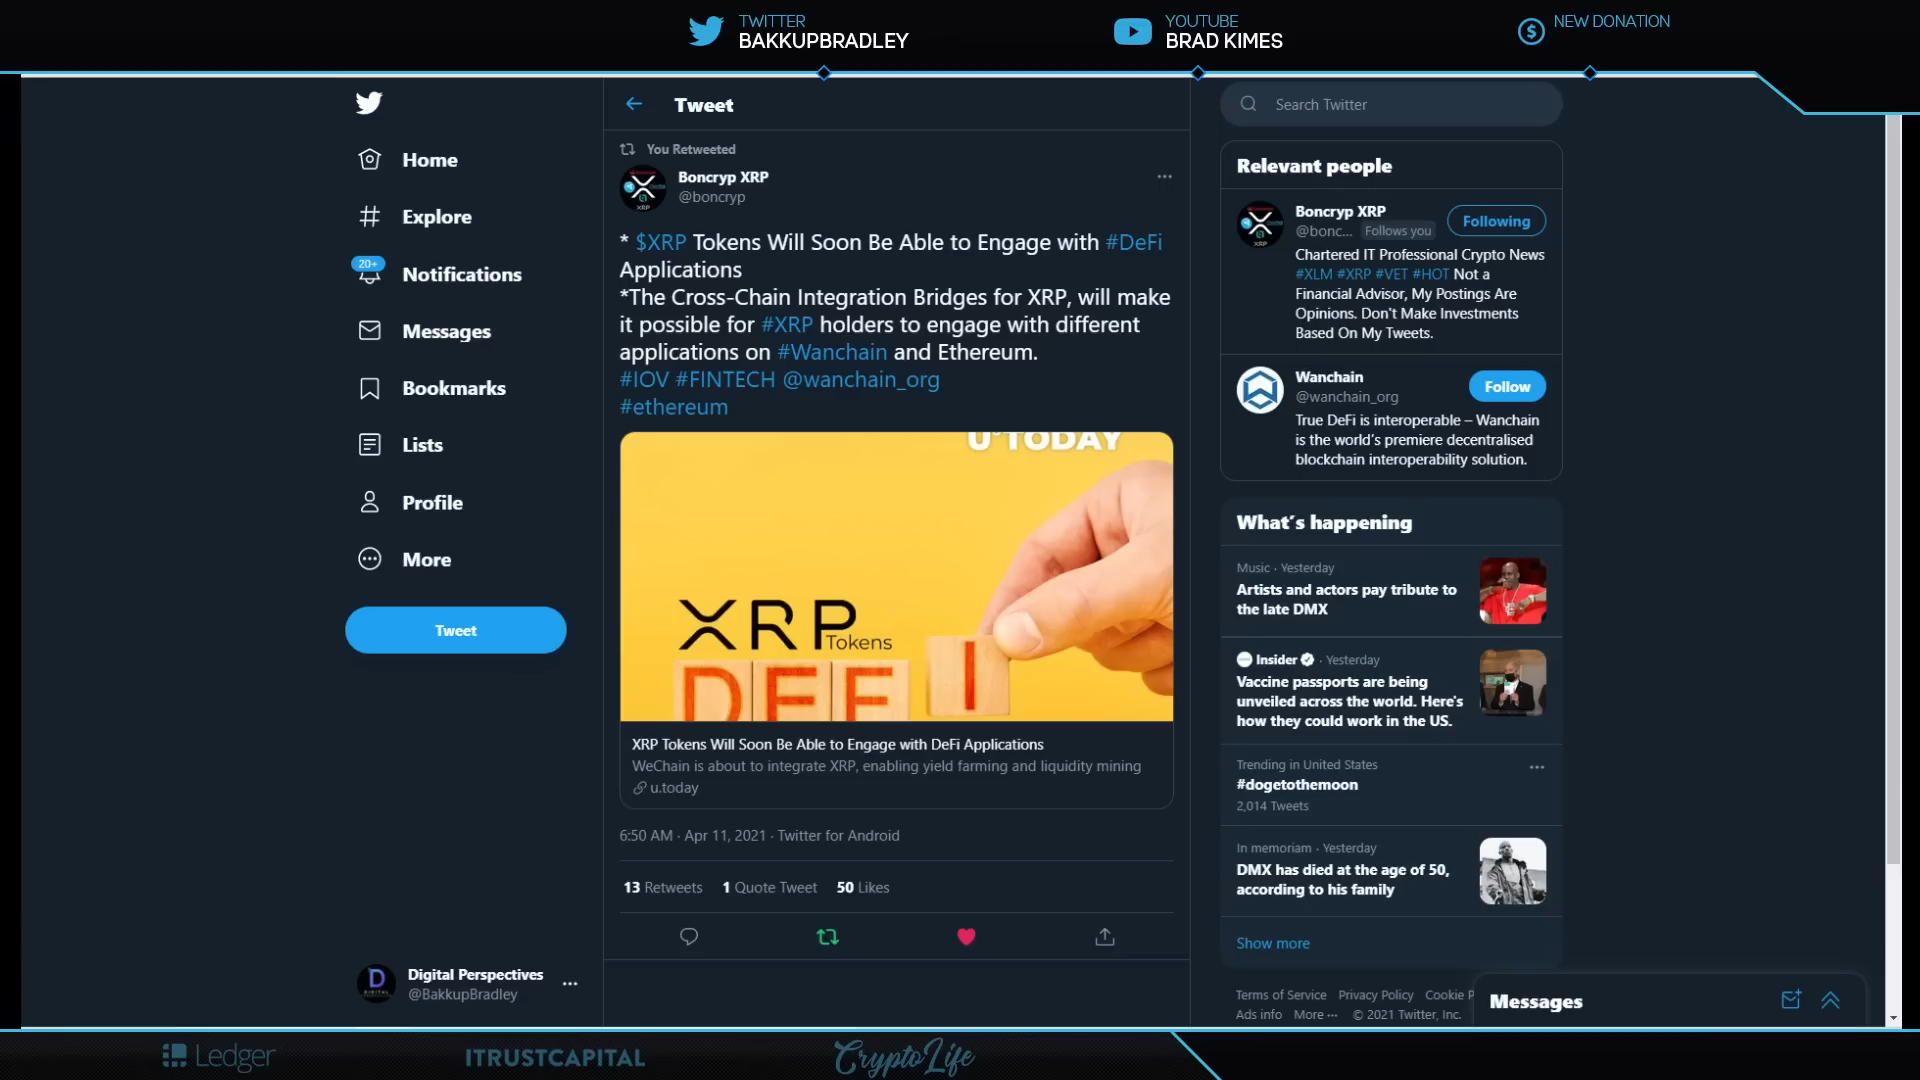 TWITTER
BAKKUPBRADLEY
YOUTUBE
BRAD KIMES
NEW DONATION
Home
Explore
20+
Notifications
Messages
Bookmarks
Lists
Profile
More
Tweet
Digital Perspectives
@BakkupBradley
Tweet
You Retweeted
Boncryp XRP
@boncryp
* $XRP Tokens Will Soon Be Able to Engage with #DeFi
Applications
*The Cross-Chain Integration Bridges for XRP, will make
it possible for #XRP holders to engage with different
applications on #Wanchain and Ethereum.
#IOV #FINTECH @wanchain_org
#ethereum
U.TODAY
XRP
Tokens
DEFI
XRP Tokens Will Soon Be Able to Engage with DeFi Applications
WeChain is about to integrate XRP, enabling yield farming and liquidity mining
u.today
6:50 AM · Apr 11, 2021 · Twitter for Android
13 Retweets 1 Quote Tweet 50 Likes
Search Twitter
Relevant people
Boncryp XRP
@bonc... Follows you
Following
Chartered IT Professional Crypto News
#XLM #XRP #VET #HOT Not a
Financial Advisor, My Postings Are
Opinions. Don't Make Investments
Based On My Tweets.
Wanchain
@wanchain_org
Follow
True DeFi is interoperable – Wanchain
is the world's premiere decentralised
blockchain interoperability solution.
What's happening
Music · Yesterday
Artists and actors pay tribute to
the late DMX
Insider · Yesterday
Vaccine passports are being
unveiled across the world. Here's
how they could work in the US.
Trending in United States
#dogetothemoon
2,014 Tweets
In memoriam · Yesterday
DMX has died at the age of 50,
according to his family
Show more
Terms of Service Privacy Policy Cookie P
Ads info More ··· © 2021 Twitter, Inc.
Messages
Ledger
ITRUSTCAPITAL
CryptoLife